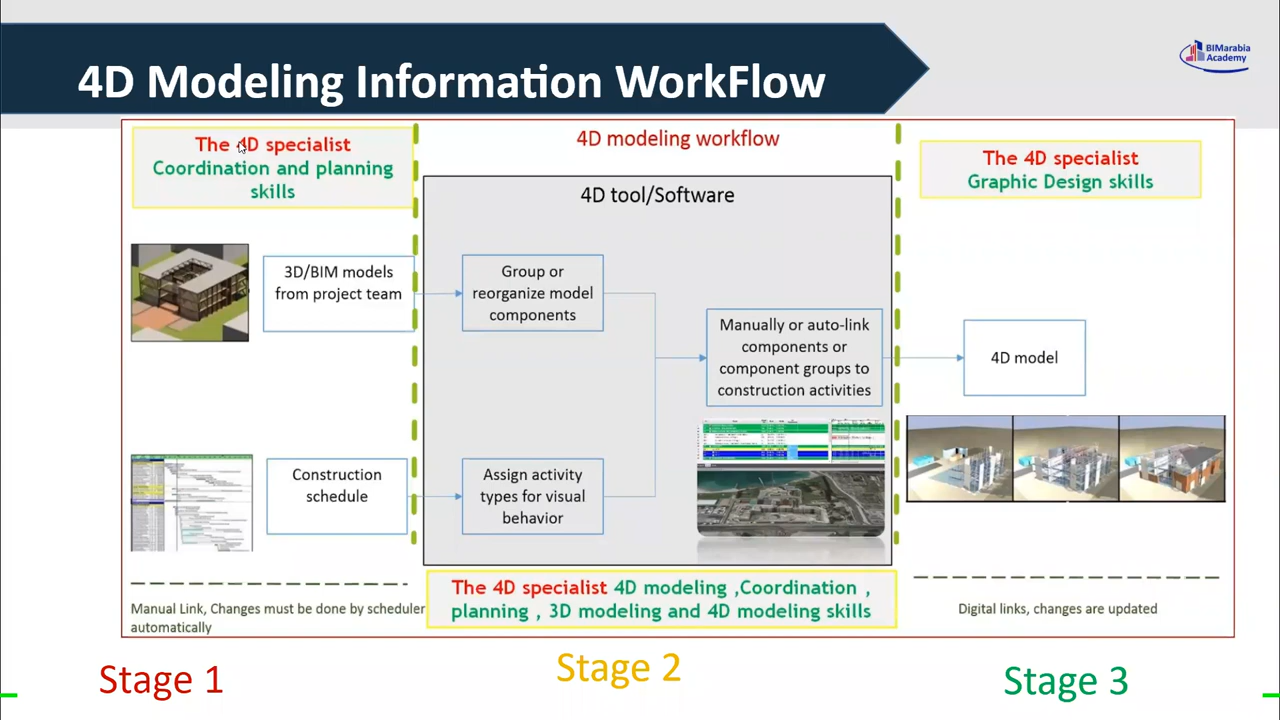 4D Modeling Information WorkFlow
BIMarabia
Academy
The 4D specialist
Coordination and planning
skills
4D modeling workflow
The 4D specialist
Graphic Design skills
4D tool/Software
3D/BIM models
from project team
Group or
reorganize model
components
Manually or auto-link
components or
component groups to
construction activities
4D model
Construction
schedule
Assign activity
types for visual
behavior
The 4D specialist 4D modeling ,Coordination ,
planning , 3D modeling and 4D modeling skills
Manual Link, Changes must be done by scheduler
automatically
Digital links, changes are updated
Stage 1
Stage 2
Stage 3